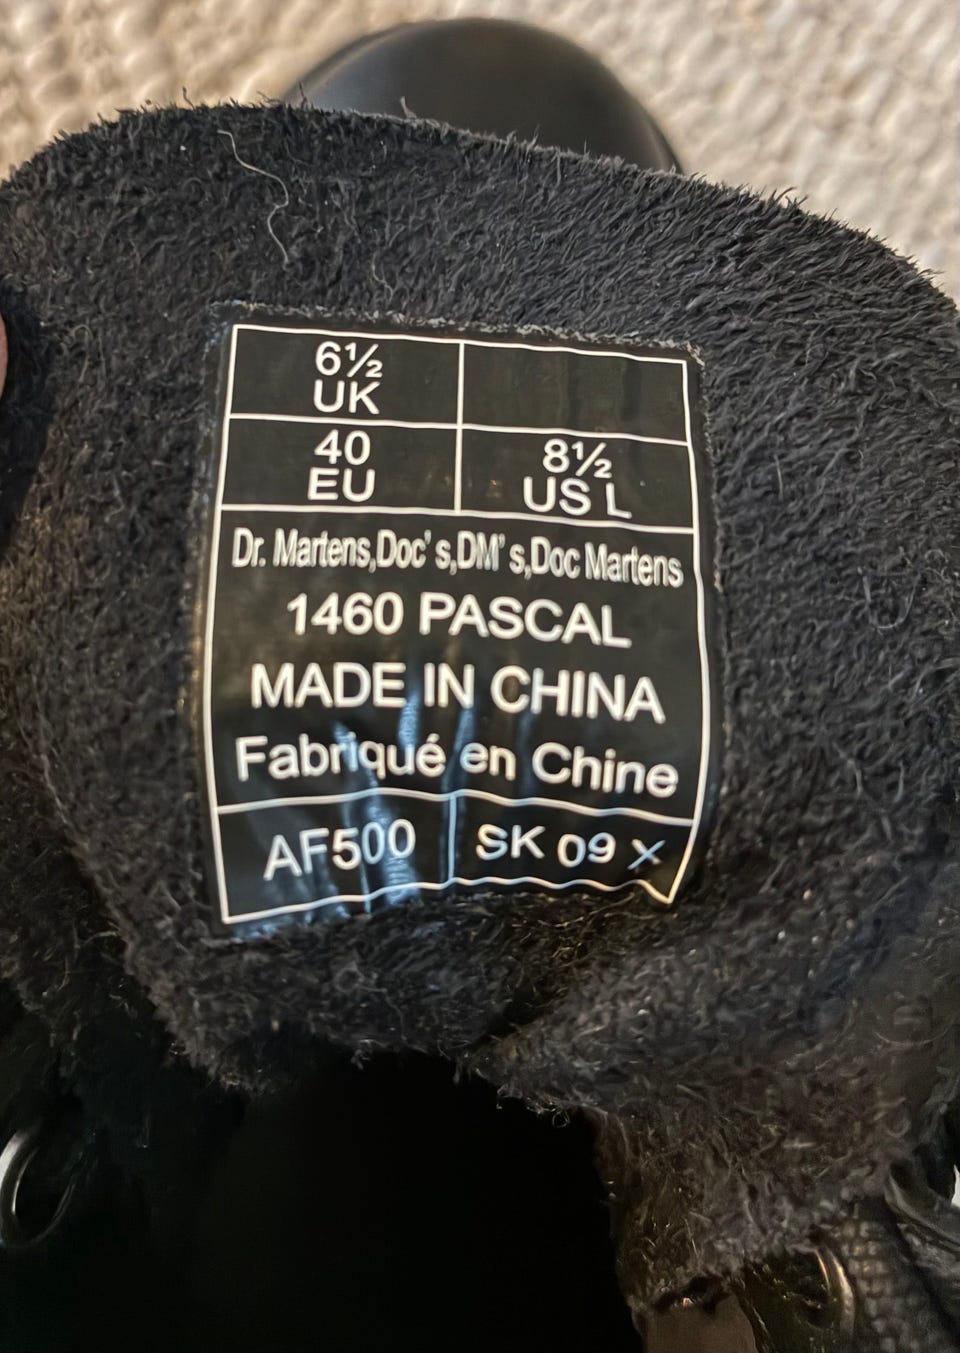 6½
UK
40
EU
8½
US L
Dr. Martens,Doc' s,DM' s,Doc Martens
1460 PASCAL
MADE IN CHINA
Fabriqué en Chine
AF500
SK 09 X